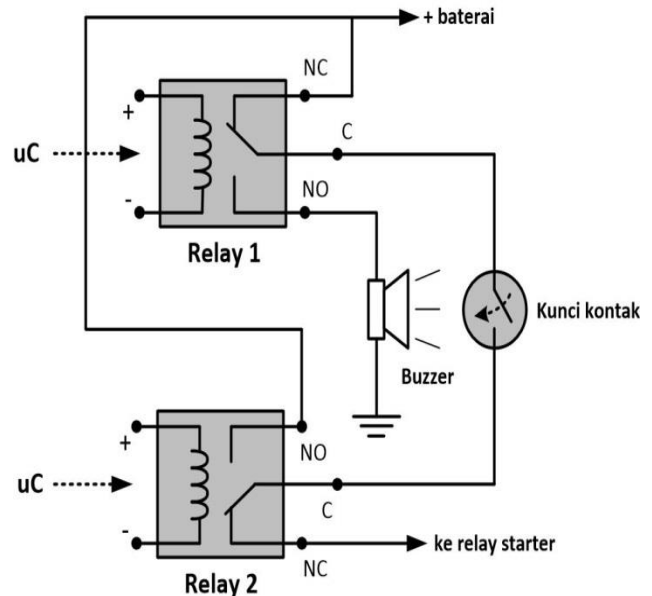 + baterai
NC
+
C
uC
NO
-
Relay 1
Kunci kontak
Buzzer
+
NO
uC
C
-
ke relay starter
NC
Relay 2